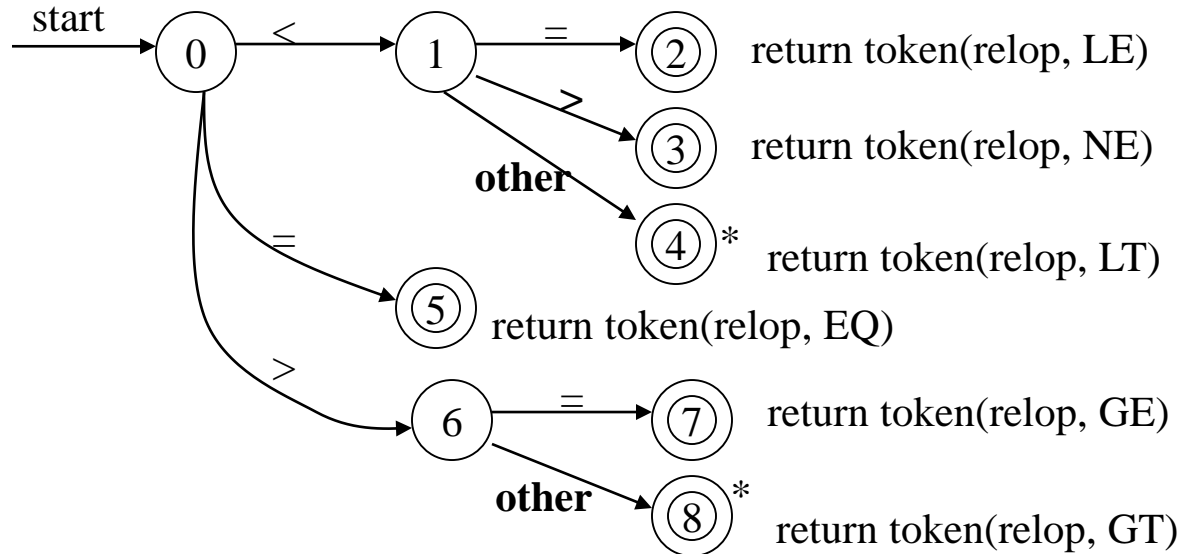 start
0 < 1 = 2 return token(relop, LE)
> 3 return token(relop, NE)
other
4 * return token(relop, LT)
=
5 return token(relop, EQ)
>
6 = 7 return token(relop, GE)
other 8 * return token(relop, GT)